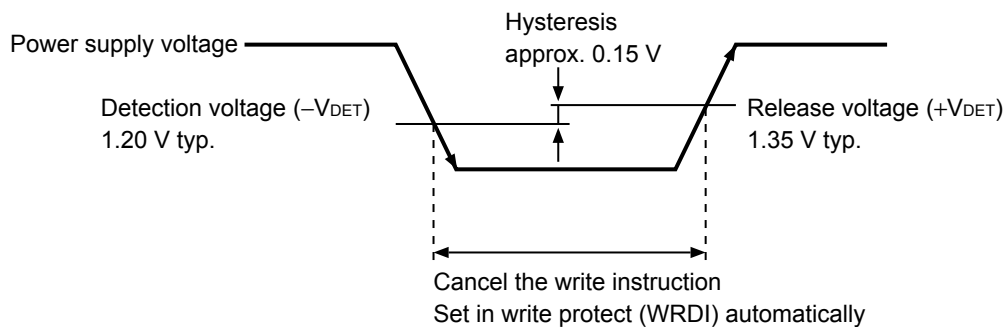 Power supply voltage
Hysteresis
approx. 0.15 V
Detection voltage (−VDET)
1.20 V typ.
Release voltage (+VDET)
1.35 V typ.
Cancel the write instruction
Set in write protect (WRDI) automatically